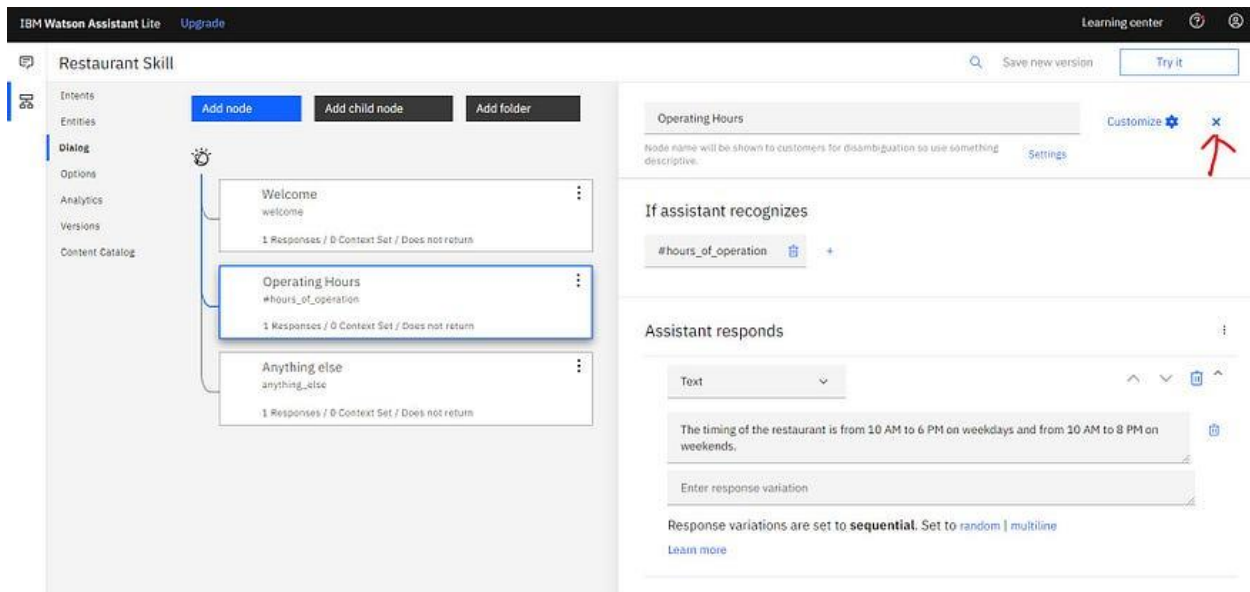 IBM Watson Assistant Lite Upgrade Learning center
Restaurant Skill Save new version Try it
Intents
Entities
Dialog
Options
Analytics
Versions
Content Catalog
Add node Add child node Add folder
Welcome
welcome
1 Responses / 0 Context Set / Does not return
Operating Hours
#hours_of_operation
1 Responses / 0 Context Set / Does not return
Anything else
anything_else
1 Responses / 0 Context Set / Does not return
Operating Hours Customize
Node name will be shown to customers for disambiguation so use something
descriptive.
Settings
If assistant recognizes
#hours_of_operation +
Assistant responds
Text
The timing of the restaurant is from 10 AM to 6 PM on weekdays and from 10 AM to 8 PM on
weekends.
Enter response variation
Response variations are set to sequential. Set to random | multiline
Learn more